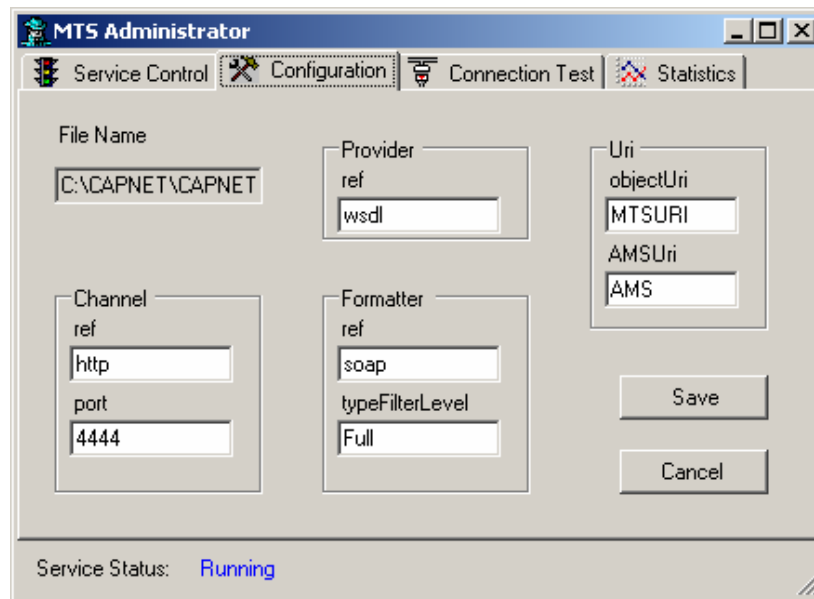 MTS Administrator
Service Control
Configuration
Connection Test
Statistics
File Name
C:\CAPNET\CAPNET
Provider
ref
wsdl
Uri
objectUri
MTSURI
AMSUri
AMS
Channel
ref
http
port
4444
Formatter
ref
soap
typeFilterLevel
Full
Save
Cancel
Service Status: Running